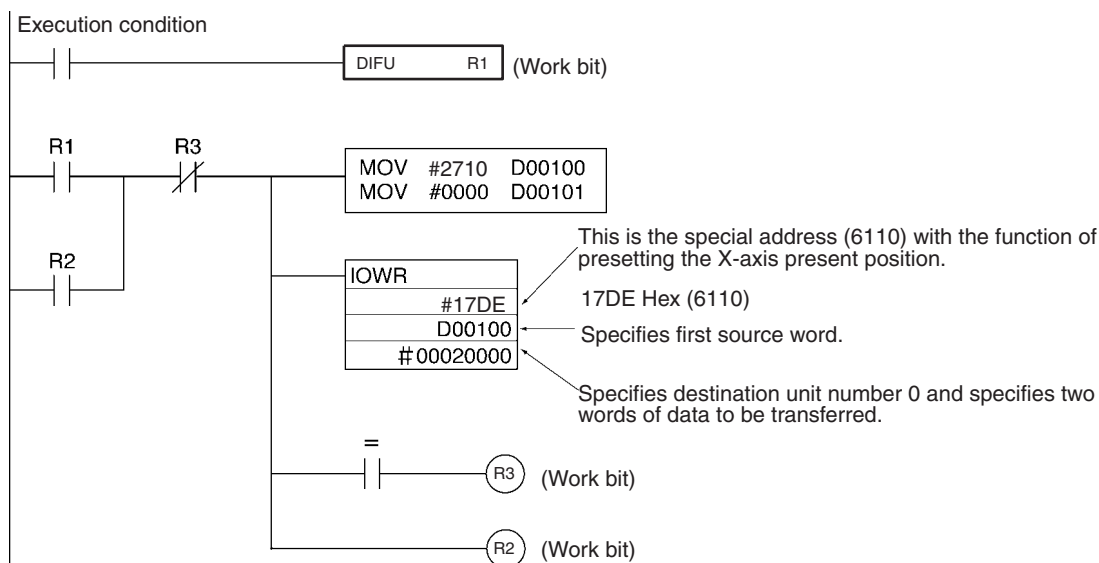 Execution condition
DIFU R1 (Work bit)
R1 R3
MOV #2710 D00100
MOV #0000 D00101
R2
This is the special address (6110) with the function of
presetting the X-axis present position.
IOWR
#17DE
17DE Hex (6110)
D00100
Specifies first source word.
#00020000
Specifies destination unit number 0 and specifies two
words of data to be transferred.
=
R3 (Work bit)
R2 (Work bit)